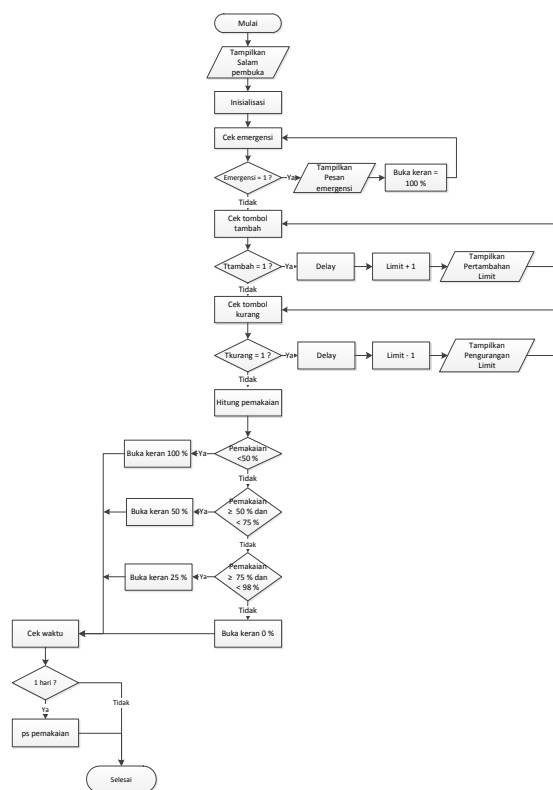 Mulai
Tampilkan
Salam
pembuka
Inisialisasi
Cek emergensi
Emergensi = 1 ?
Ya
Tampilkan
Pesan
emergensi
Buka keran =
100 %
Tidak
Cek tombol
tambah
Ttambah = 1 ?
Ya
Delay
Limit + 1
Tampilkan
Pertambahan
Limit
Tidak
Cek tombol
kurang
Tkurang = 1 ?
Ya
Delay
Limit - 1
Tampilkan
Pengurangan
Limit
Tidak
Hitung pemakaian
Pemakaian
<50 %
Ya
Buka keran 100 %
Tidak
Pemakaian
≥ 50 % dan
< 75 %
Ya
Buka keran 50 %
Tidak
Pemakaian
≥ 75 % dan
< 98 %
Ya
Buka keran 25 %
Tidak
Buka keran 0 %
Cek waktu
1 hari ?
Tidak
Ya
ps pemakaian
Selesai